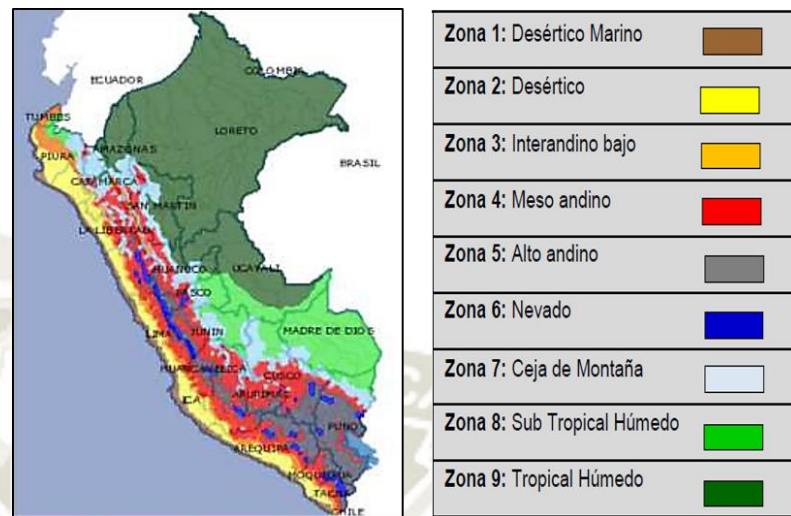 ECUADOR
COLOMBIA
TUMBES
LORETO
PIURA
AMAZONAS
BRASIL
CAJAMARCA
SAN MARTIN
LA LIBERTAD
HUANUCO
UCAYALI
PASCO
LIMA
JUNIN
MADRE DE DIOS
HUANCAVELICA
CUSCO
ICA
APURIMAC
PUNO
AREQUIPA
MOQUEGUA
TACNA
CHILE
Zona 1: Desértico Marino
Zona 2: Desértico
Zona 3: Interandino bajo
Zona 4: Meso andino
Zona 5: Alto andino
Zona 6: Nevado
Zona 7: Ceja de Montaña
Zona 8: Sub Tropical Húmedo
Zona 9: Tropical Húmedo